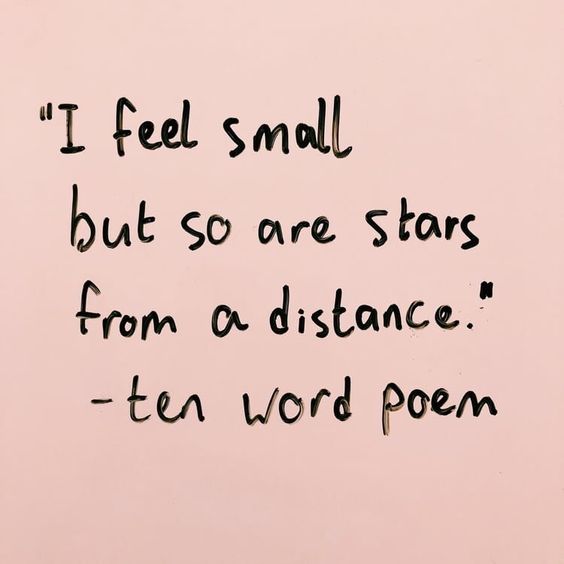 "I feel small
but so are stars
from a distance."
-ten word poem